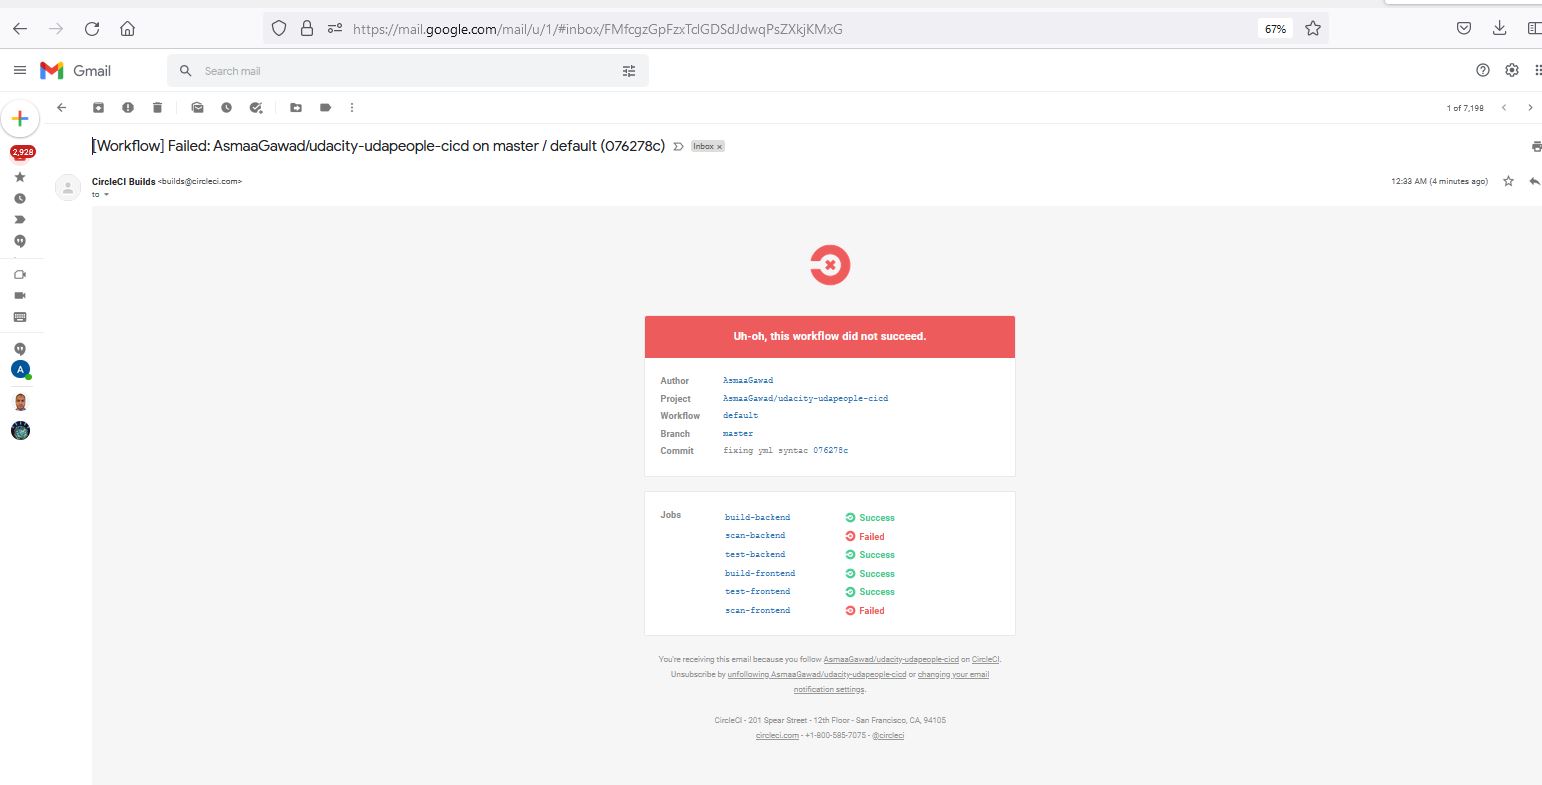 https://mail.google.com/mail/u/1/#inbox/FMfcgzGpFzxTclGDSdJdwqPsZXkjKMxG
67%
Gmail
Search mail
1 of 7,198
[Workflow] Failed: AsmaaGawad/udacity-udapeople-cicd on master / default (076278c)
Inbox ×
2,928
CircleCI Builds <builds@circleci.com>
12:33 AM (4 minutes ago)
to
A
Uh-oh, this workflow did not succeed.
Author AsmaaGawad
Project AsmaaGawad/udacity-udapeople-cicd
Workflow default
Branch master
Commit fixing yml syntac 076278c
Jobs
build-backend Success
scan-backend Failed
test-backend Success
build-frontend Success
test-frontend Success
scan-frontend Failed
You're receiving this email because you follow AsmaaGawad/udacity-udapeople-cicd on CircleCI.
Unsubscribe by unfollowing AsmaaGawad/udacity-udapeople-cicd or changing your email
notification settings.
CircleCI - 201 Spear Street - 12th Floor - San Francisco, CA, 94105
circleci.com - +1-800-585-7075 - @circleci